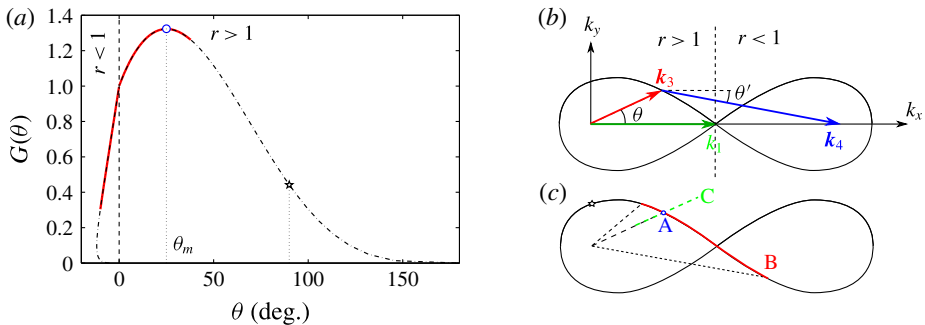 (a)
G(θ)
1.4
1.2
1.0
0.8
0.6
0.4
0.2
0
r < 1
r > 1
θm
0
50
100
150
θ (deg.)
(b)
ky
r > 1
r < 1
k3
θ′
θ
kx
k1
k4
(c)
C
A
B